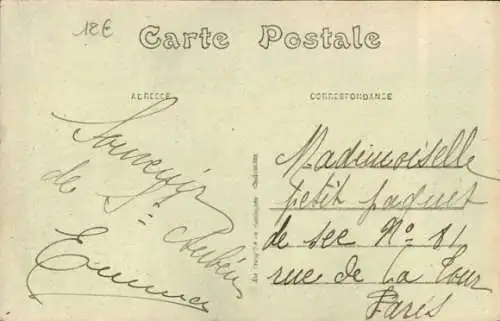 12€
Carte Postale
ADRESSE
CORRESPONDANCE
Souvenir
de St Aubin
Emma
Mademoiselle
petit paquet
de sec No 81
rue de La Tour
Paris